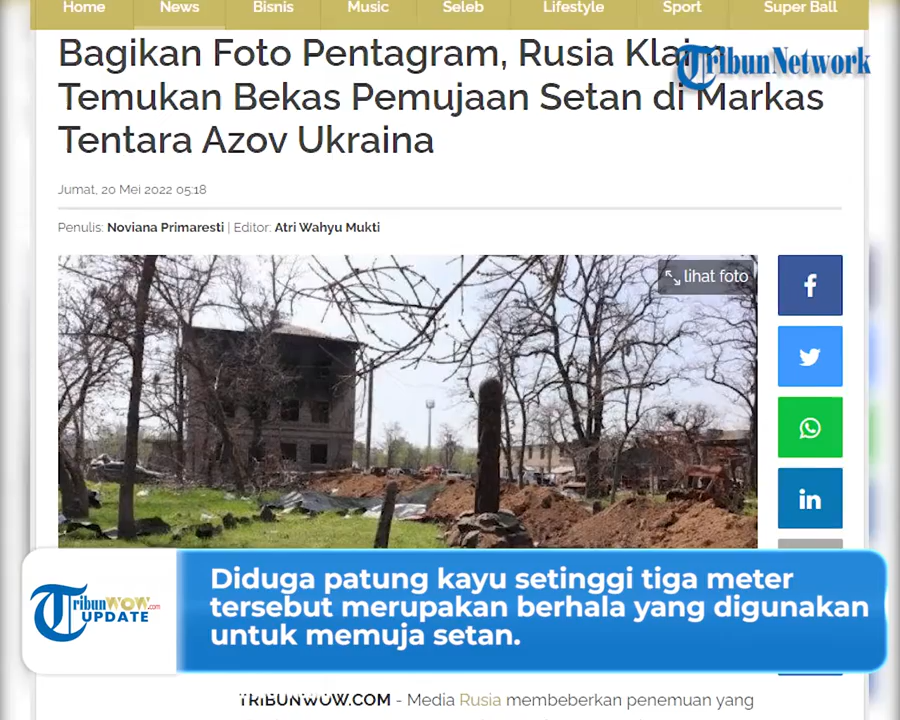 Home News Bisnis Music Seleb Lifestyle Sport Super Ball
Bagikan Foto Pentagram, Rusia Klaim
TribunNetwork
Temukan Bekas Pemujaan Setan di Markas
Tentara Azov Ukraina
Jumat, 20 Mei 2022 05:18
Penulis: Noviana Primaresti | Editor: Atri Wahyu Mukti
lihat foto
Diduga patung kayu setinggi tiga meter
tersebut merupakan berhala yang digunakan
untuk memuja setan.
TribunWOW.com
UPDATE
TRIBUNWOW.COM - Media Rusia membeberkan penemuan yang